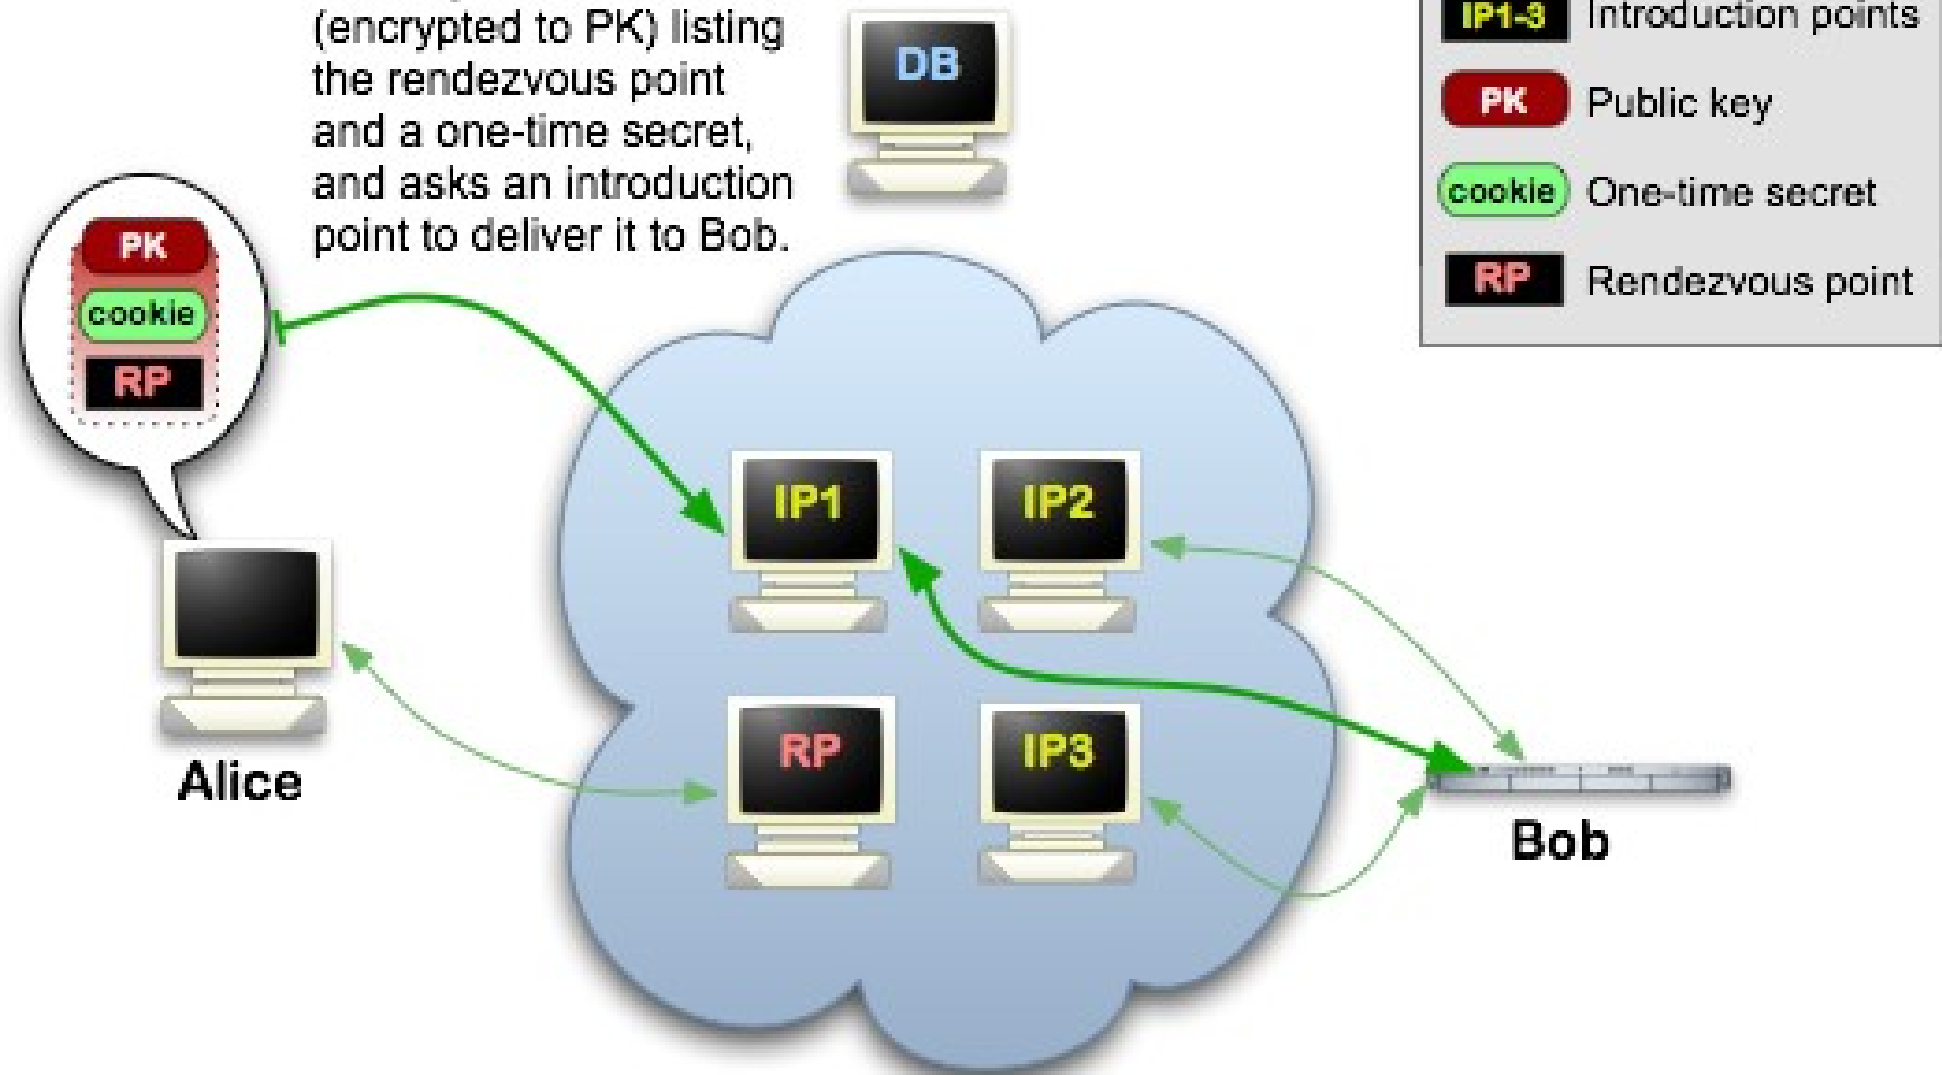 (encrypted to PK) listing
the rendezvous point
and a one-time secret,
and asks an introduction
point to deliver it to Bob.
DB
IP1-3 Introduction points
PK Public key
cookie One-time secret
RP Rendezvous point
PK
cookie
RP
IP1
IP2
RP
IP3
Alice
Bob